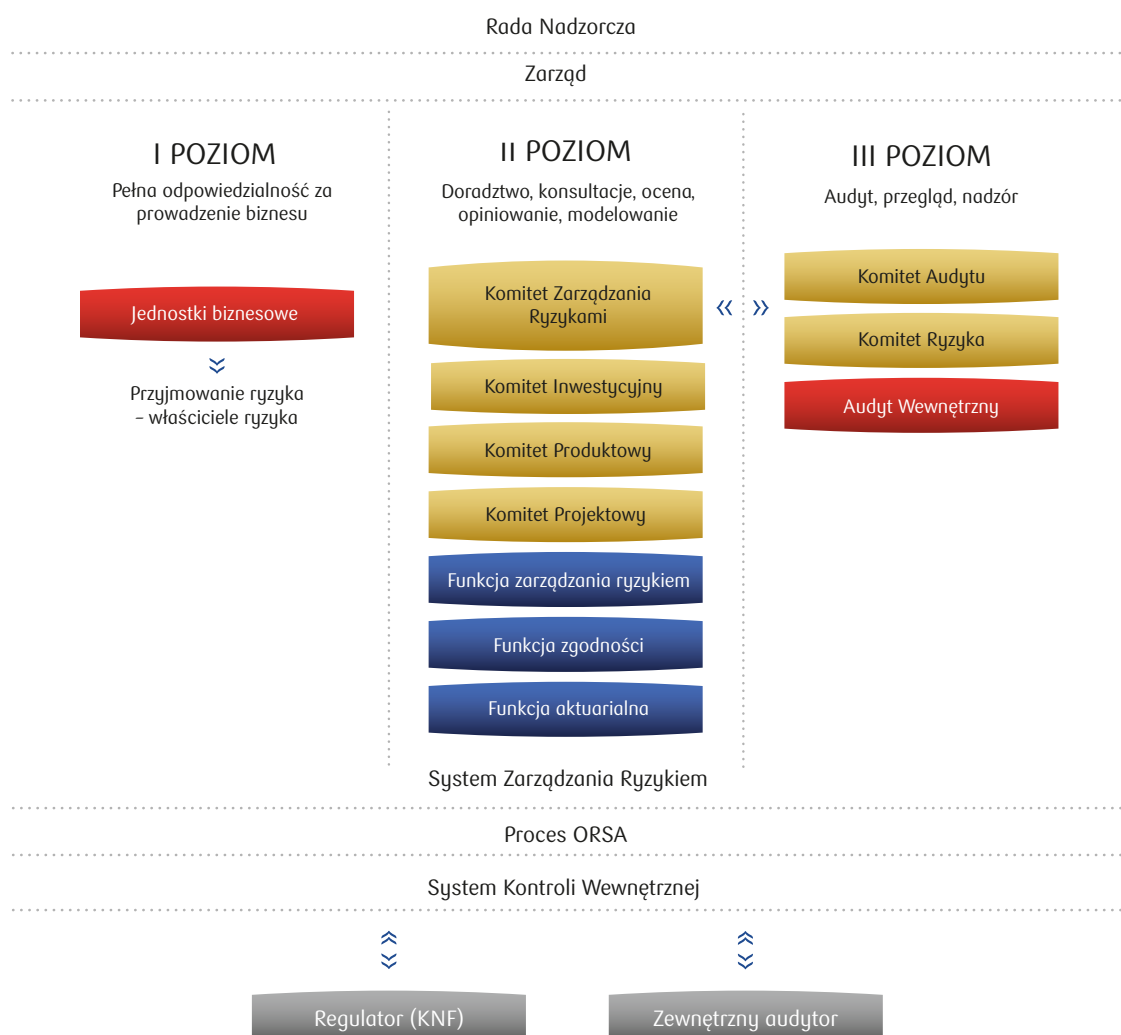 Rada Nadzorcza
Zarząd
I POZIOM
Pełna odpowiedzialność za
prowadzenie biznesu
Jednostki biznesowe
Przyjmowanie ryzyka
– właściciele ryzyka
II POZIOM
Doradztwo, konsultacje, ocena,
opiniowanie, modelowanie
Komitet Zarządzania
Ryzykami
Komitet Inwestycyjny
Komitet Produktowy
Komitet Projektowy
Funkcja zarządzania ryzykiem
Funkcja zgodności
Funkcja aktuarialna
III POZIOM
Audyt, przegląd, nadzór
Komitet Audytu
Komitet Ryzyka
Audyt Wewnętrzny
System Zarządzania Ryzykiem
Proces ORSA
System Kontroli Wewnętrznej
Regulator (KNF)
Zewnętrzny audytor